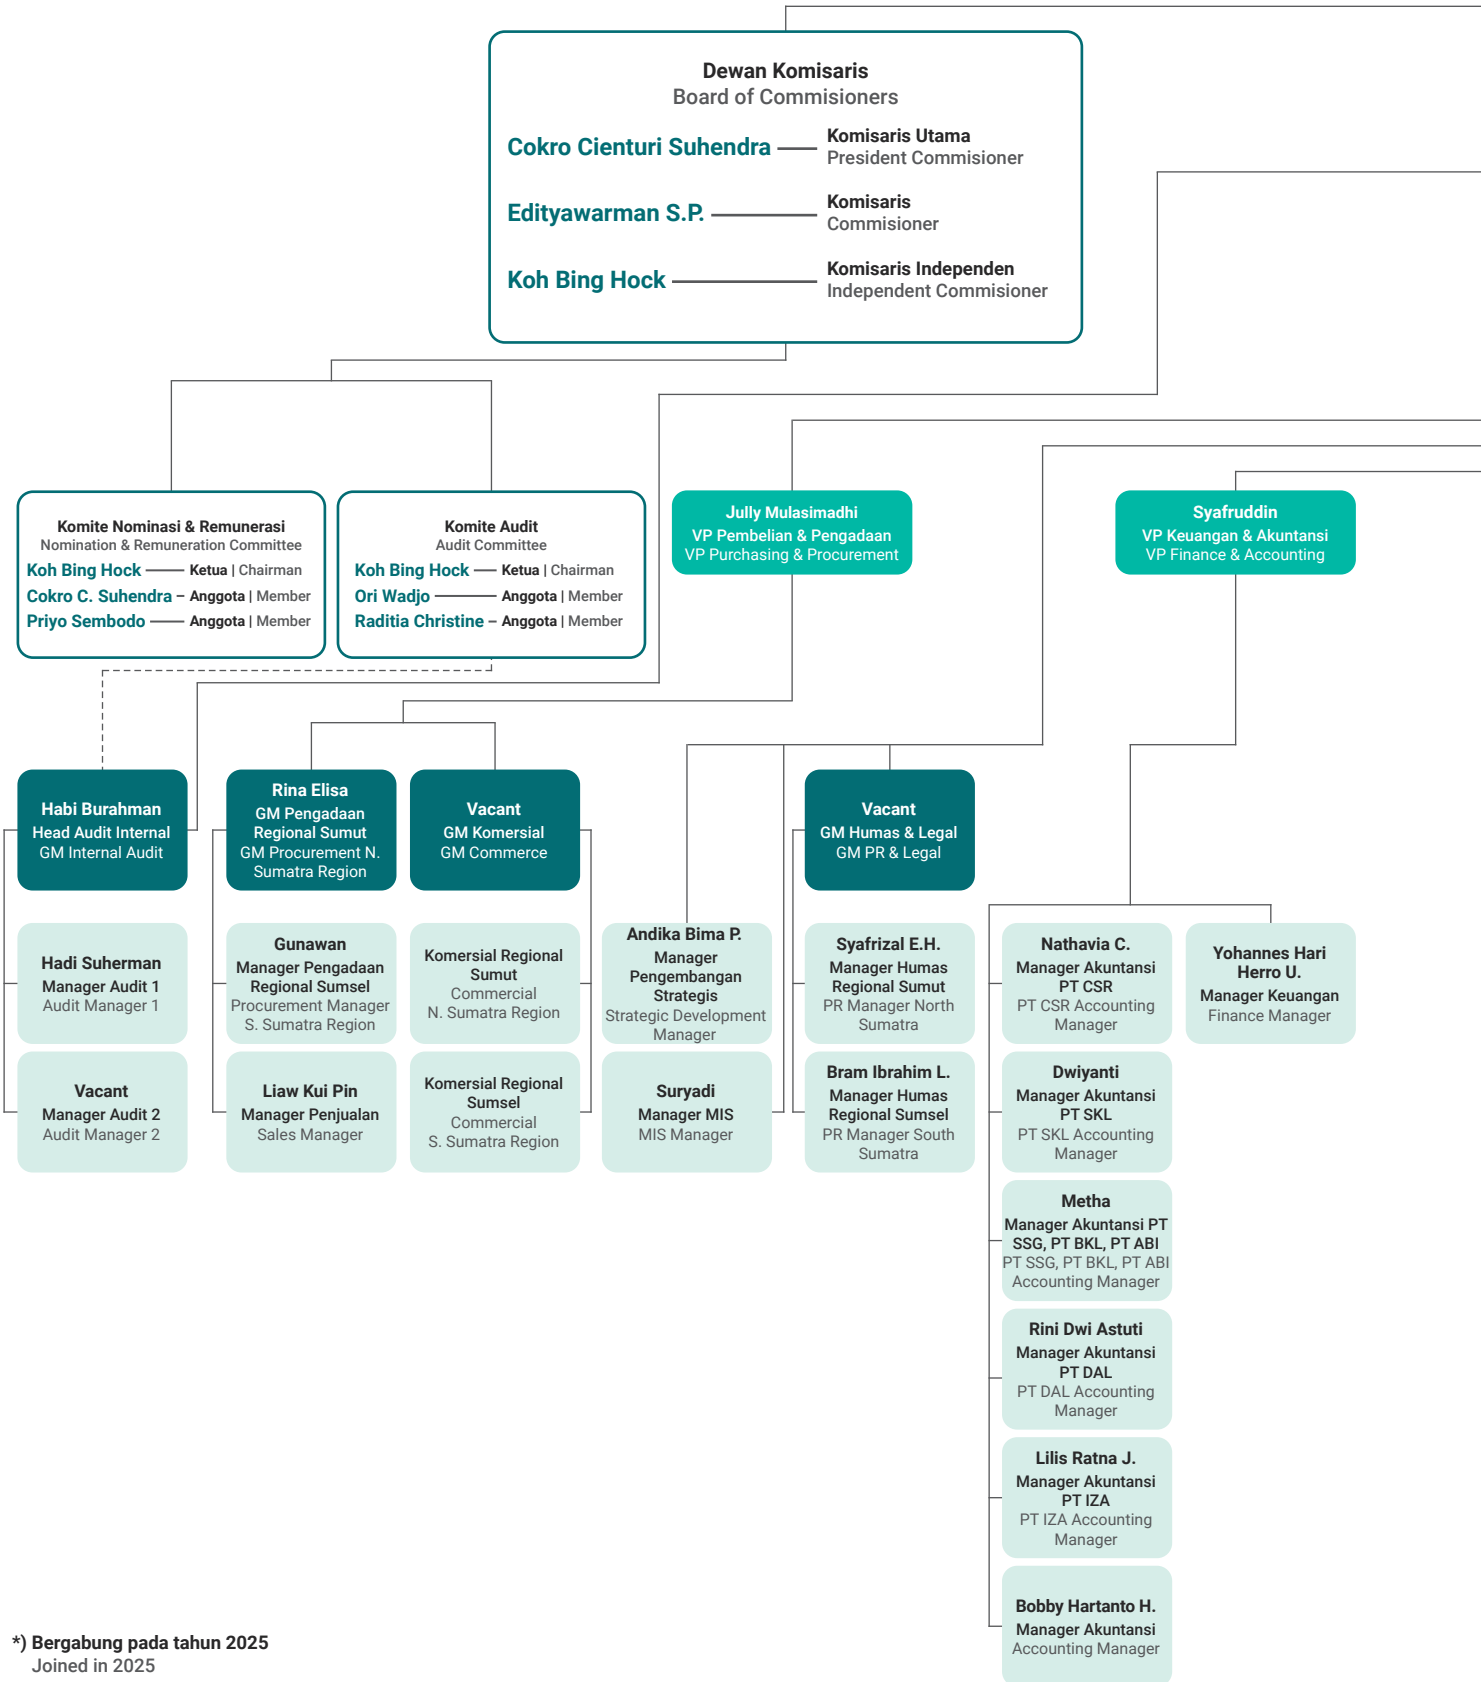 Dewan Komisaris
Board of Commisioners
Cokro Cienturi Suhendra
Komisaris Utama
President Commisioner
Edityawarman S.P.
Komisaris
Commisioner
Koh Bing Hock
Komisaris Independen
Independent Commisioner
Komite Nominasi & Remunerasi
Nomination & Remuneration Committee
Koh Bing Hock Ketua | Chairman
Cokro C. Suhendra Anggota | Member
Priyo Sembodo Anggota | Member
Komite Audit
Audit Committee
Koh Bing Hock Ketua | Chairman
Ori Wadjo Anggota | Member
Raditia Christine Anggota | Member
Jully Mulasimadhi
VP Pembelian & Pengadaan
VP Purchasing & Procurement
Syafruddin
VP Keuangan & Akuntansi
VP Finance & Accounting
Habi Burahman
Head Audit Internal
GM Internal Audit
Rina Elisa
GM Pengadaan
Regional Sumut
GM Procurement N.
Sumatra Region
Vacant
GM Komersial
GM Commerce
Vacant
GM Humas & Legal
GM PR & Legal
Hadi Suherman
Manager Audit 1
Audit Manager 1
Gunawan
Manager Pengadaan
Regional Sumsel
Procurement Manager
S. Sumatra Region
Komersial Regional
Sumut
Commercial
N. Sumatra Region
Andika Bima P.
Manager
Pengembangan
Strategis
Strategic Development
Manager
Syafrizal E.H.
Manager Humas
Regional Sumut
PR Manager North
Sumatra
Nathavia C.
Manager Akuntansi
PT CSR
PT CSR Accounting
Manager
Yohannes Hari
Herro U.
Manager Keuangan
Finance Manager
Vacant
Manager Audit 2
Audit Manager 2
Liaw Kui Pin
Manager Penjualan
Sales Manager
Komersial Regional
Sumsel
Commercial
S. Sumatra Region
Suryadi
Manager MIS
MIS Manager
Bram Ibrahim L.
Manager Humas
Regional Sumsel
PR Manager South
Sumatra
Dwiyanti
Manager Akuntansi
PT SKL
PT SKL Accounting
Manager
Metha
Manager Akuntansi PT
SSG, PT BKL, PT ABI
PT SSG, PT BKL, PT ABI
Accounting Manager
Rini Dwi Astuti
Manager Akuntansi
PT DAL
PT DAL Accounting
Manager
Lilis Ratna J.
Manager Akuntansi
PT IZA
PT IZA Accounting
Manager
Bobby Hartanto H.
Manager Akuntansi
Accounting Manager
*) Bergabung pada tahun 2025
Joined in 2025